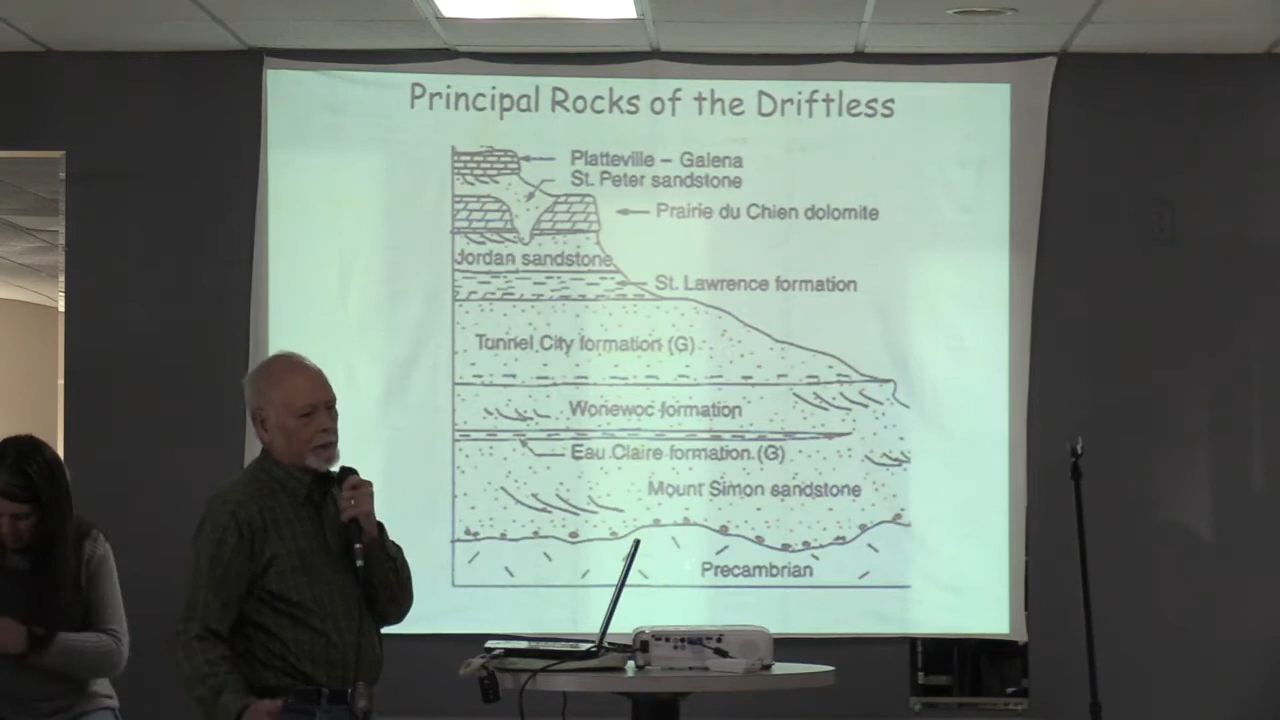 Principal Rocks of the Driftless
Platteville – Galena
St. Peter sandstone
Prairie du Chien dolomite
Jordan sandstone
St. Lawrence formation
Tunnel City formation (G)
Wonewoc formation
Eau Claire formation (G)
Mount Simon sandstone
Precambrian